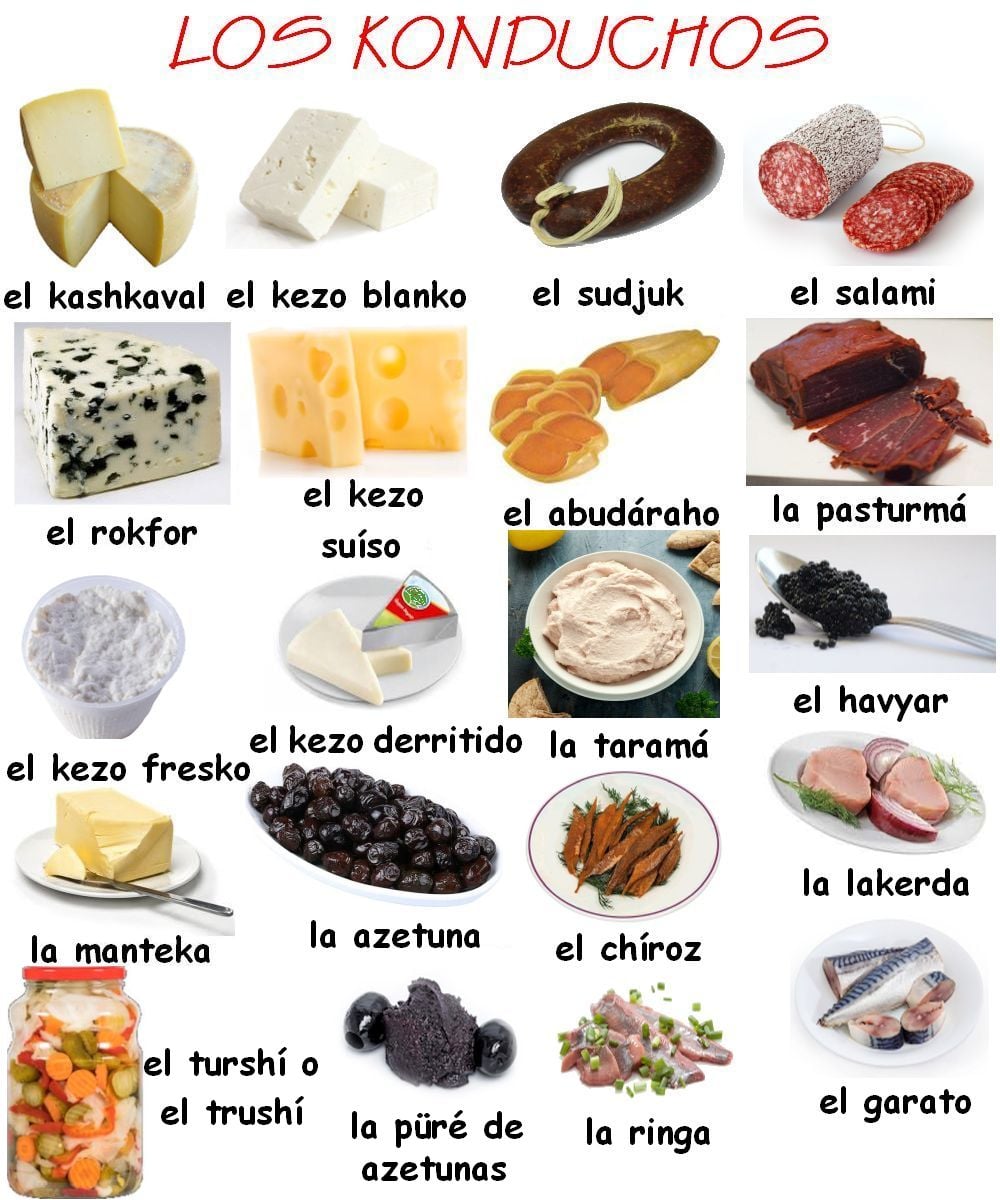 LOS KONDUCHOS
el kashkaval
el kezo blanko
el sudjuk
el salami
el rokfor
el kezo
suíso
el abudáraho
la pasturmá
el kezo fresko
el kezo derritido
la taramá
el havyar
la manteka
la azetuna
el chíroz
la lakerda
el turshí o
el trushí
la püré de
azetunas
la ringa
el garato